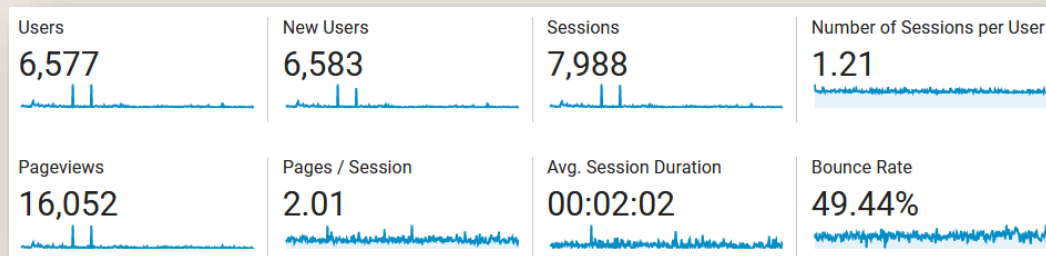 Users
6,577
New Users
6,583
Sessions
7,988
Number of Sessions per User
1.21
Pageviews
16,052
Pages / Session
2.01
Avg. Session Duration
00:02:02
Bounce Rate
49.44%